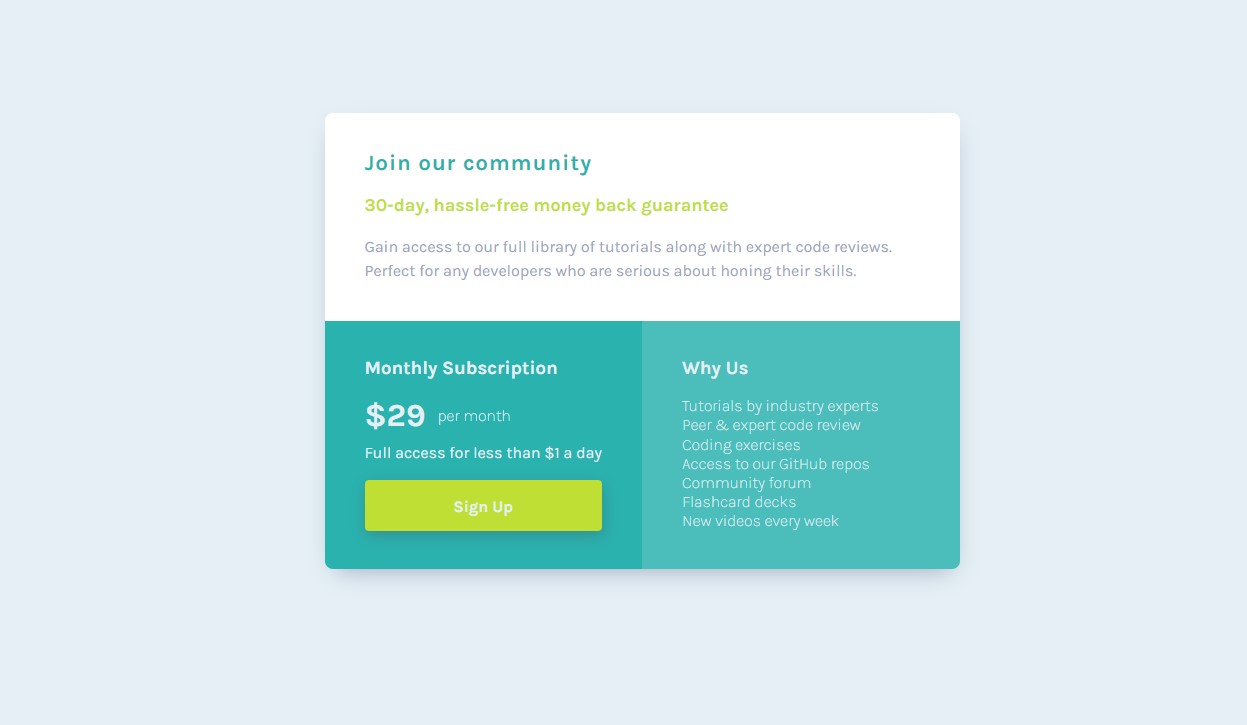 Join our community
30-day, hassle-free money back guarantee
Gain access to our full library of tutorials along with expert code reviews.
Perfect for any developers who are serious about honing their skills.
Monthly Subscription
$29 per month
Full access for less than $1 a day
Sign Up
Why Us
Tutorials by industry experts
Peer & expert code review
Coding exercises
Access to our GitHub repos
Community forum
Flashcard decks
New videos every week